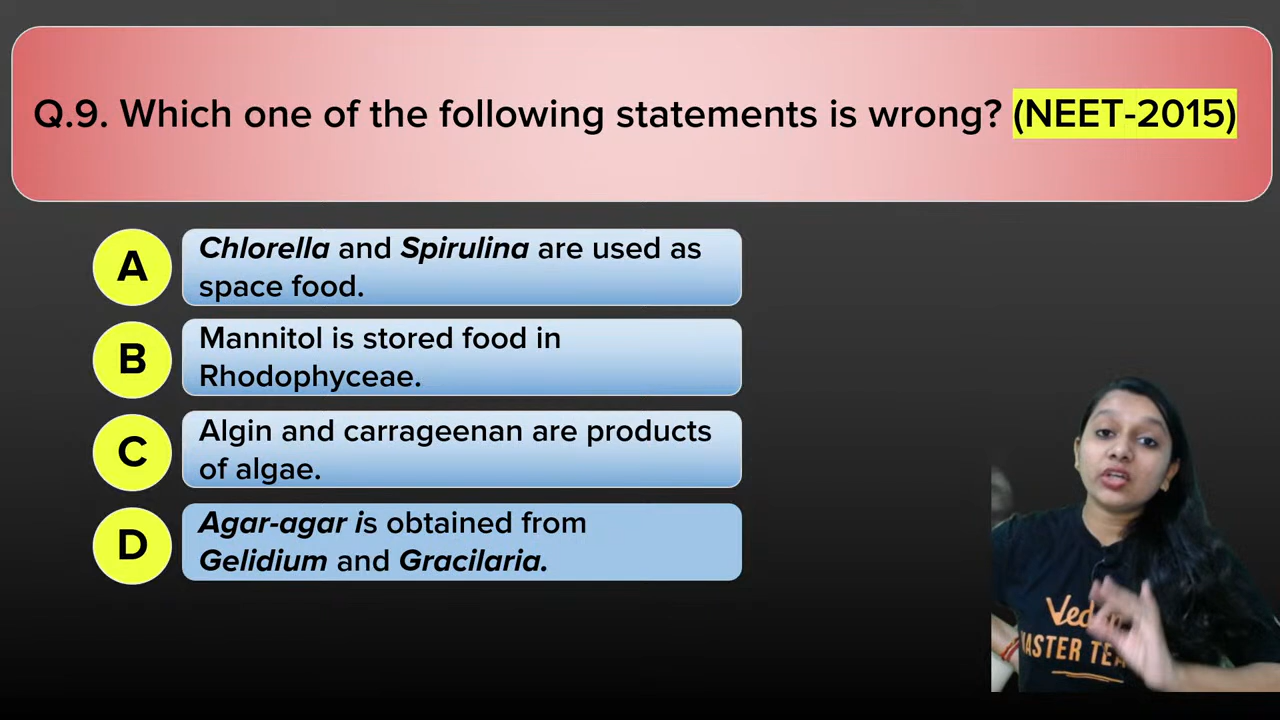 Q.9. Which one of the following statements is wrong? (NEET-2015)
A
Chlorella and Spirulina are used as
space food.
B
Mannitol is stored food in
Rhodophyceae.
C
Algin and carrageenan are products
of algae.
D
Agar-agar is obtained from
Gelidium and Gracilaria.